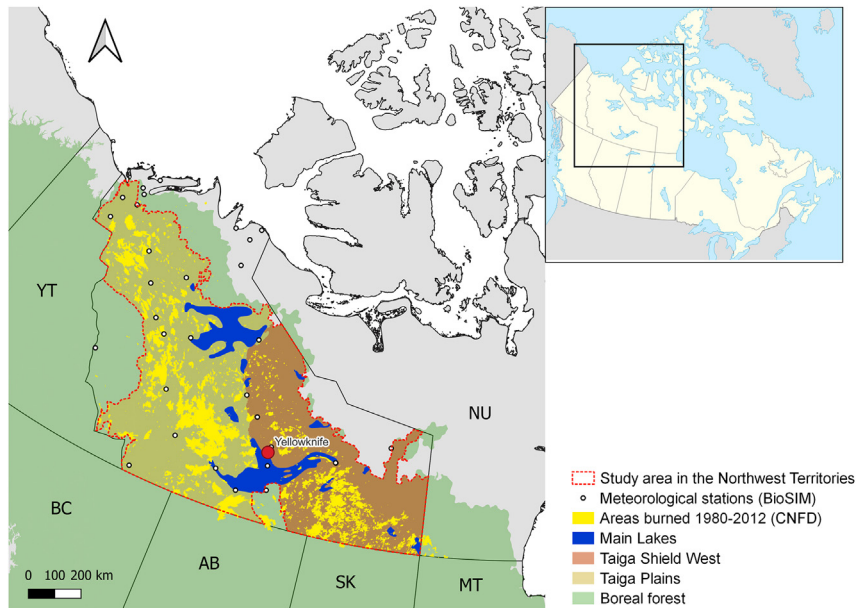 YT
NU
Yellowknife
BC
AB
SK
MT
0 100 200 km
Study area in the Northwest Territories
Meteorological stations (BioSIM)
Areas burned 1980-2012 (CNFD)
Main Lakes
Taiga Shield West
Taiga Plains
Boreal forest